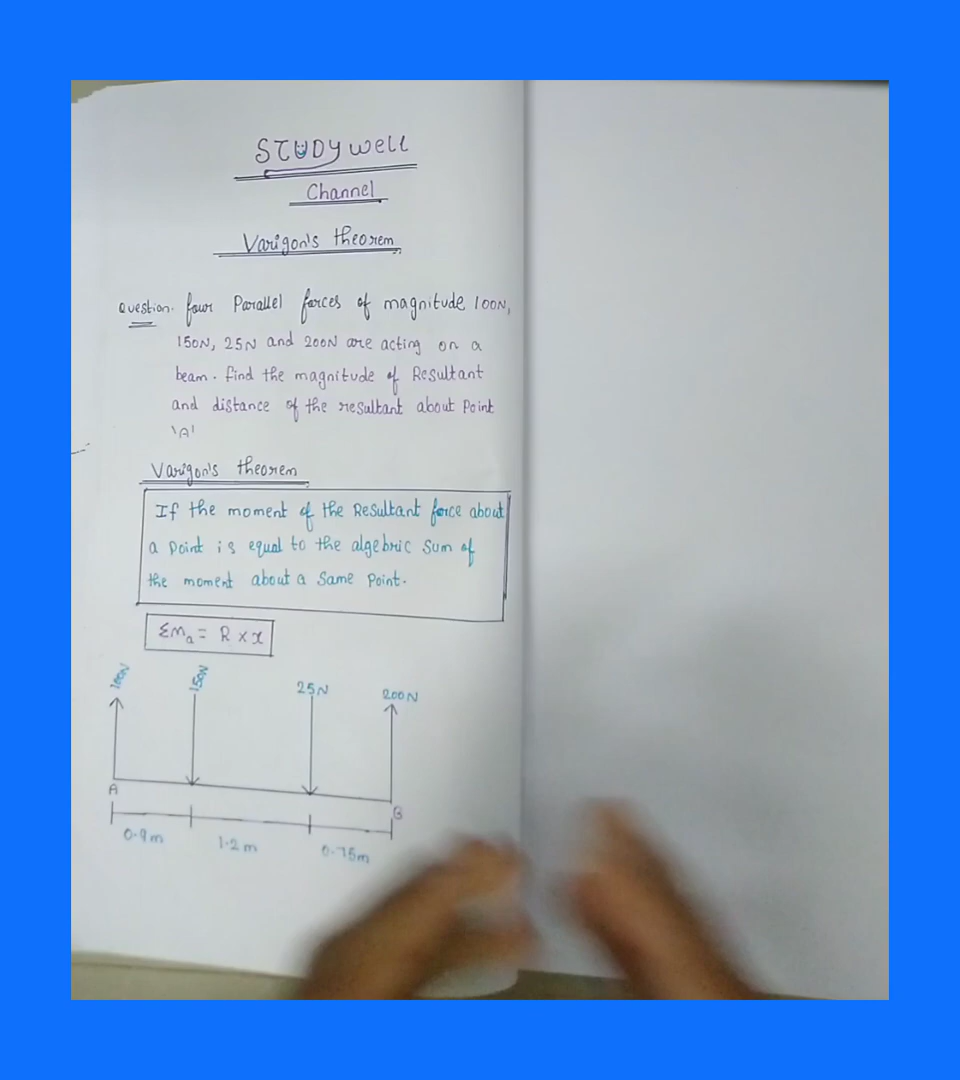 STUDY well
Channel
Varigon's theorem
Question. four Parallel forces of magnitude 100N,
150N, 25N and 200N are acting on a
beam. find the magnitude of Resultant
and distance of the resultant about Point
'A'
Varigon's theorem
If the moment of the Resultant force about
a Point is equal to the algebric sum of
the moment about a Same Point.
ΣMa = R × x
100N 150N 25N 200N
A B
0.9m 1.2m 0.75m